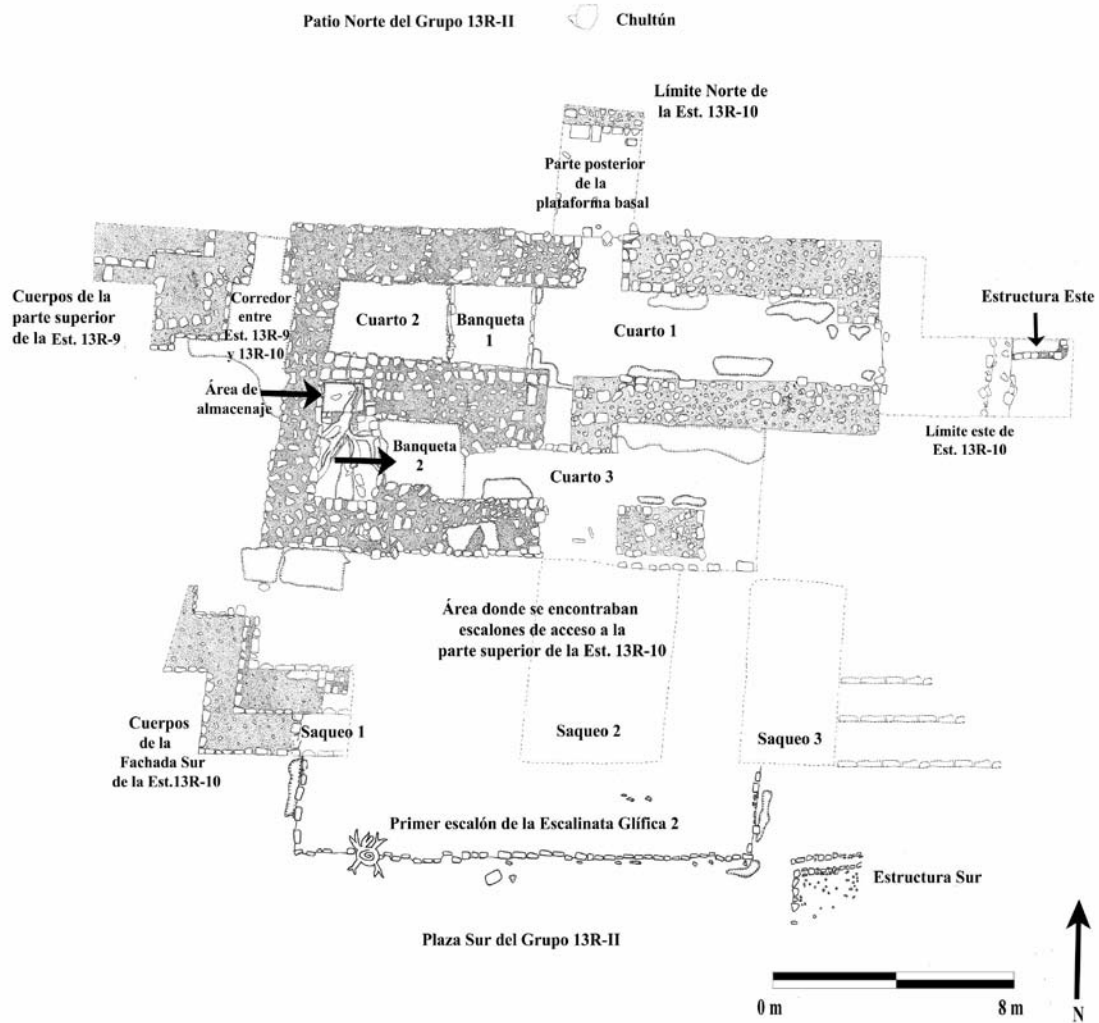 Patio Norte del Grupo 13R-II
Chultún
Límite Norte de
la Est. 13R-10
Parte posterior
de la
plataforma basal
Cuerpos de la
parte superior
de la Est. 13R-9
Corredor
entre
Est. 13R-9
y 13R-10
Cuarto 2
Banqueta
1
Cuarto 1
Estructura Este
Área de
almacenaje
Banqueta
2
Cuarto 3
Límite este de
Est. 13R-10
Área donde se encontraban
escalones de acceso a la
parte superior de la Est. 13R-10
Cuerpos
de la
Fachada Sur
de la Est.13R-10
Saqueo 1
Saqueo 2
Saqueo 3
Primer escalón de la Escalinata Glífica 2
Estructura Sur
Plaza Sur del Grupo 13R-II
0 m
8 m
N